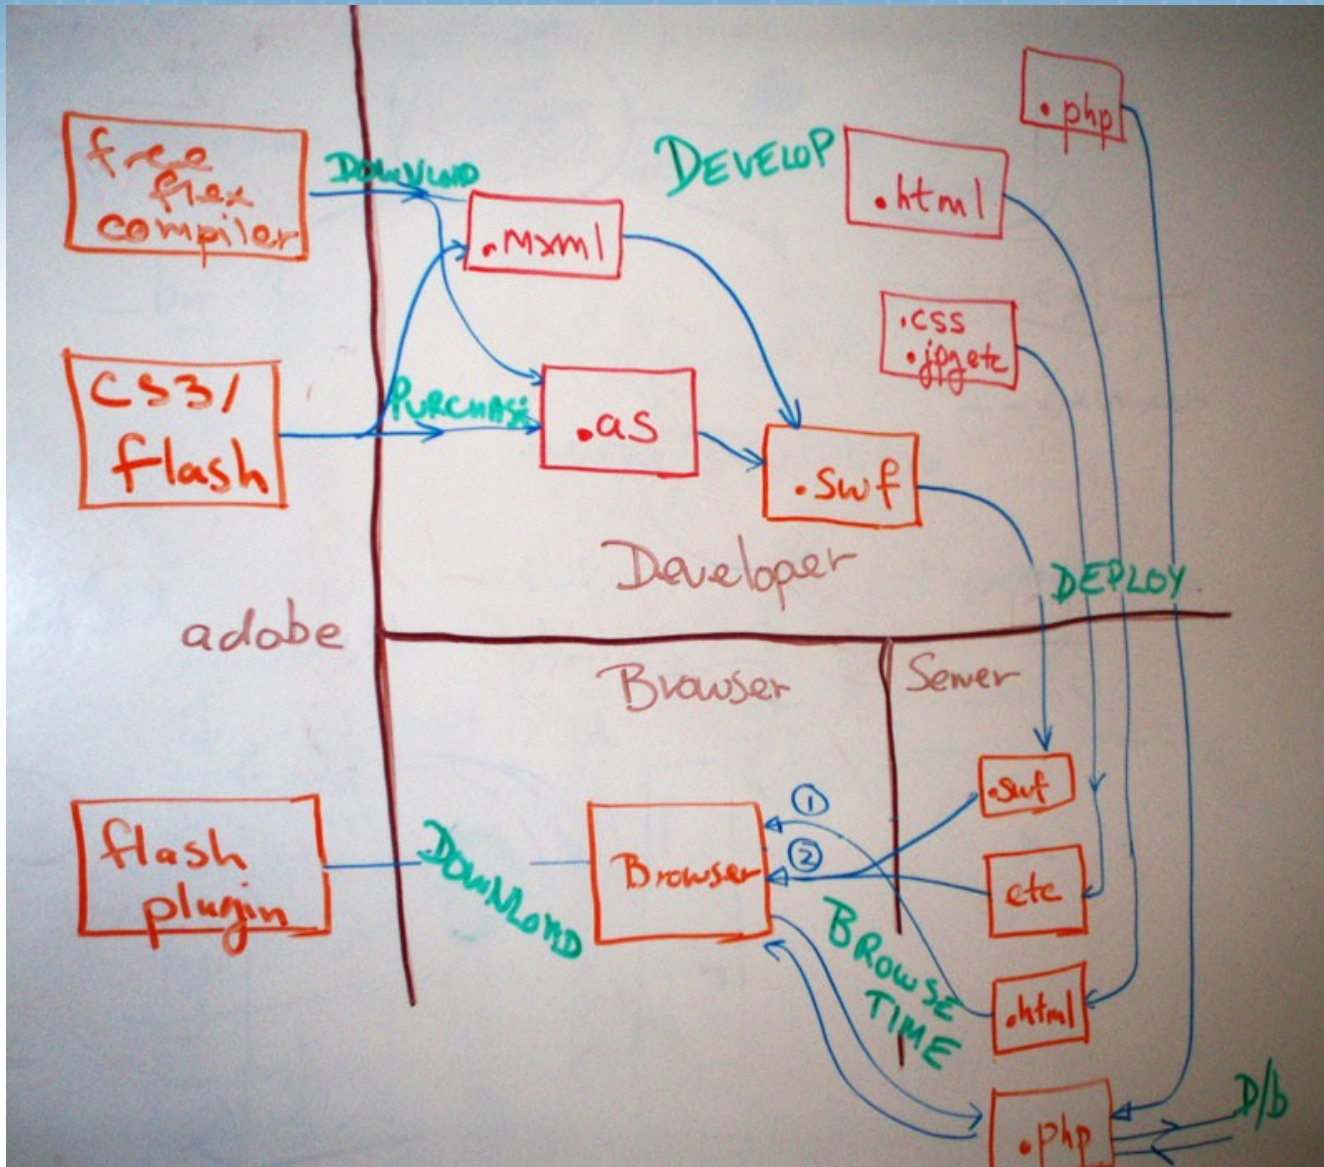 .php
free
flex
compiler
DOWNLOAD
DEVELOP
.html
.mxml
.css
.jpg etc
CS3/
flash
PURCHASE
.as
.swf
Developer
DEPLOY
adobe
Browser
Server
.swf
①
②
flash
plugin
DOWNLOAD
Browser
etc
BROWSE
TIME
.html
D/b
.php